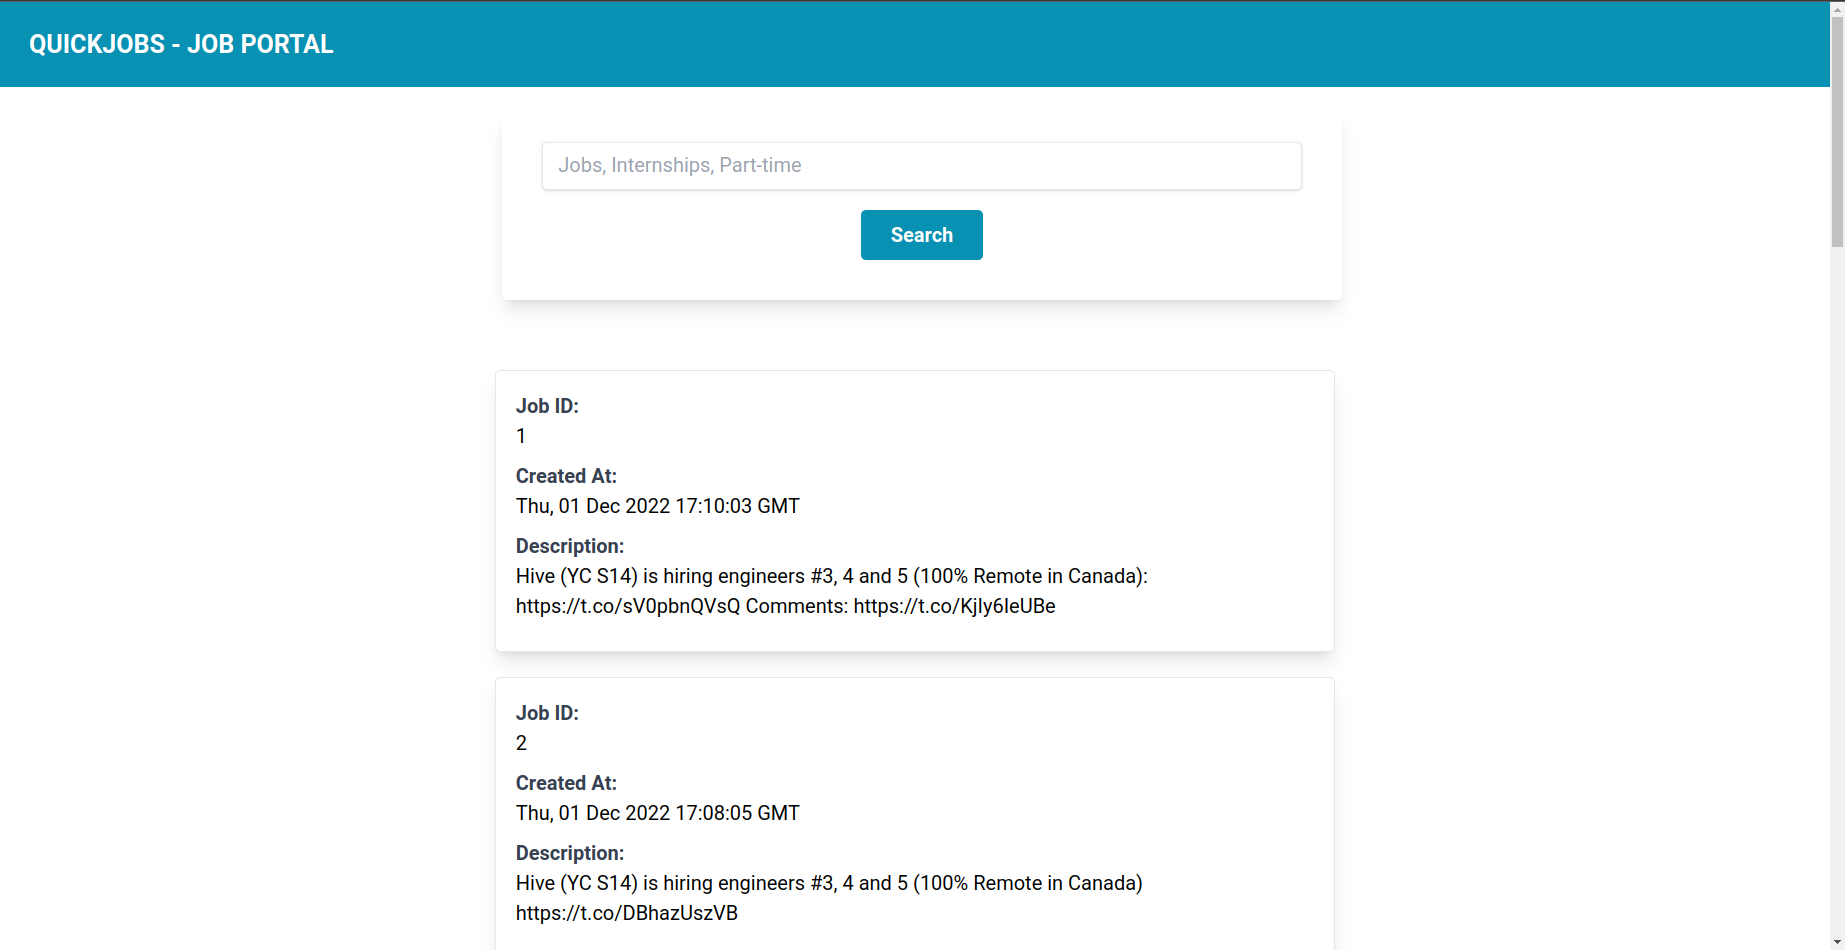 QUICKJOBS - JOB PORTAL
Jobs, Internships, Part-time
Search
Job ID:
1
Created At:
Thu, 01 Dec 2022 17:10:03 GMT
Description:
Hive (YC S14) is hiring engineers #3, 4 and 5 (100% Remote in Canada):
https://t.co/sV0pbnQVsQ Comments: https://t.co/KjIy6IeUBe
Job ID:
2
Created At:
Thu, 01 Dec 2022 17:08:05 GMT
Description:
Hive (YC S14) is hiring engineers #3, 4 and 5 (100% Remote in Canada)
https://t.co/DBhazUszVB